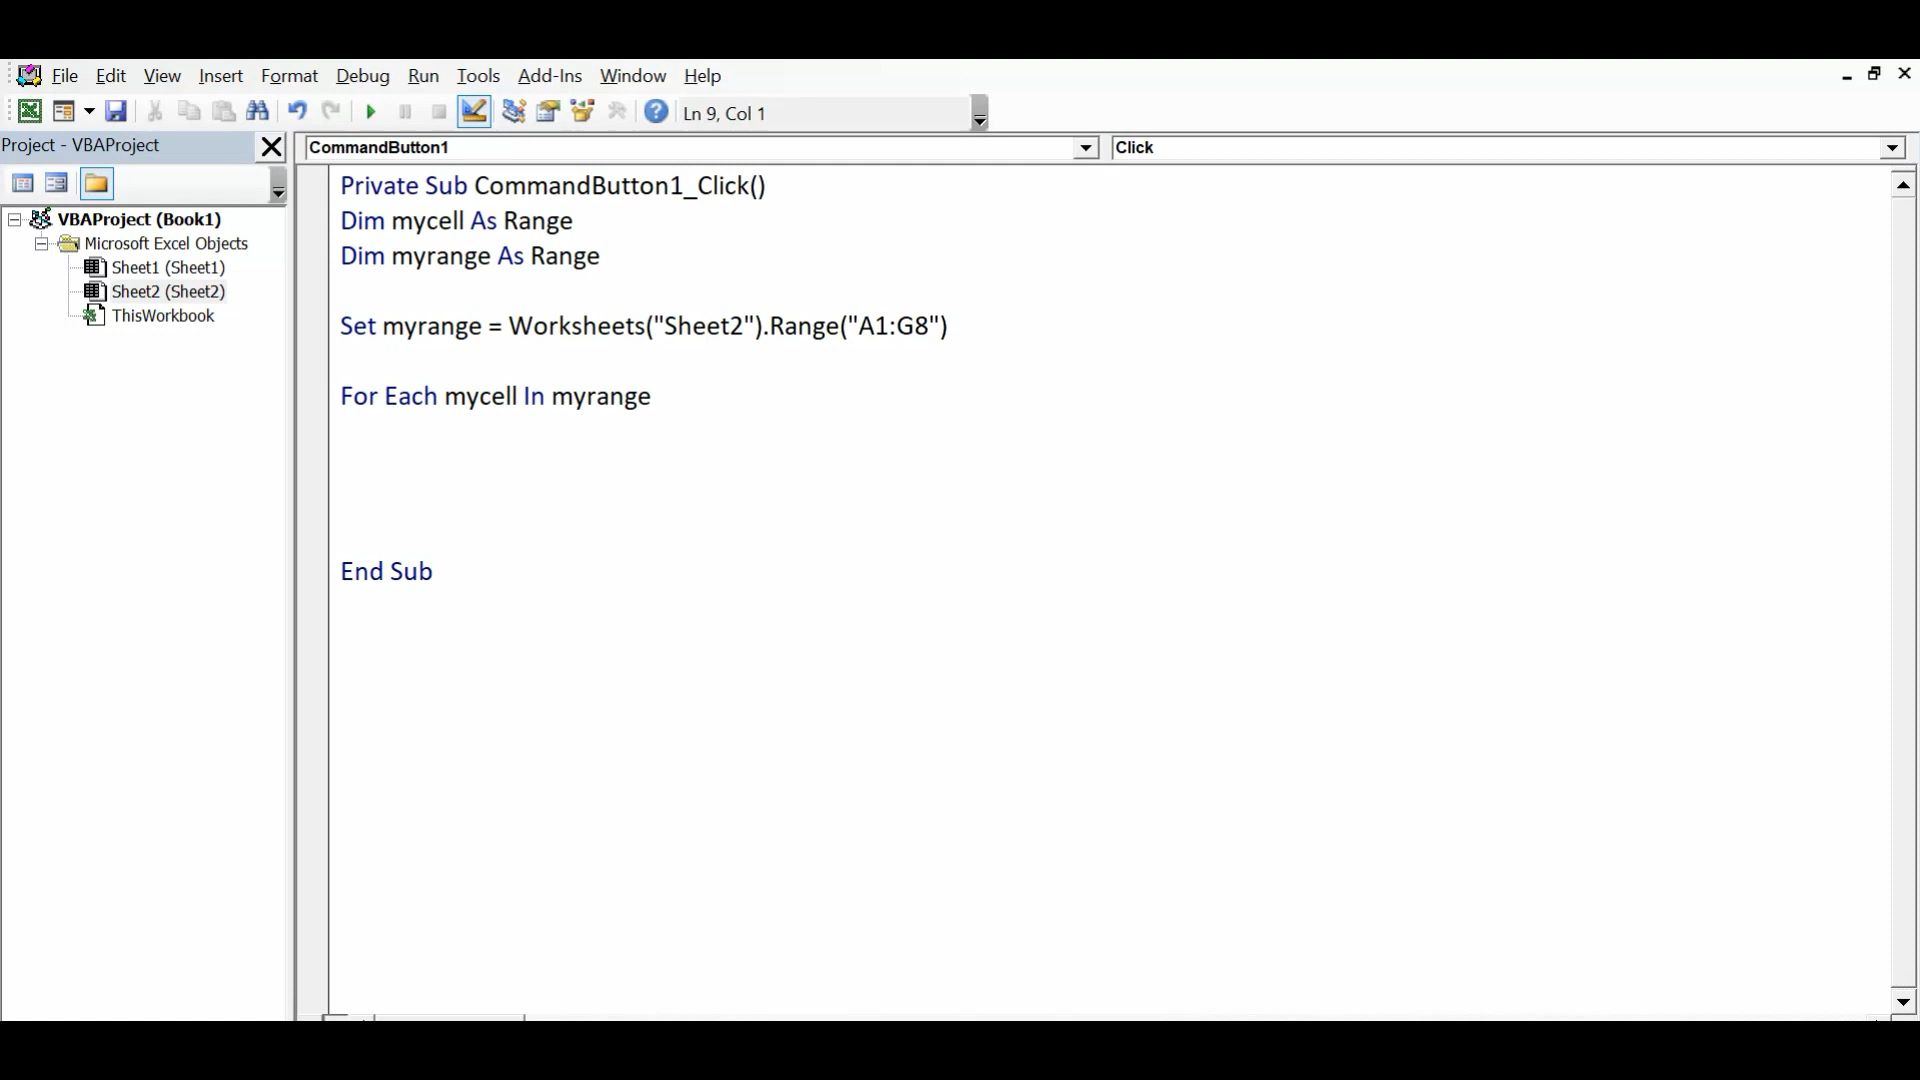 File Edit View Insert Format Debug Run Tools Add-Ins Window Help
Ln 9, Col 1
Project - VBAProject
CommandButton1
Click
VBAProject (Book1)
Microsoft Excel Objects
Sheet1 (Sheet1)
Sheet2 (Sheet2)
ThisWorkbook
Private Sub CommandButton1_Click()
Dim mycell As Range
Dim myrange As Range
Set myrange = Worksheets("Sheet2").Range("A1:G8")
For Each mycell In myrange
End Sub